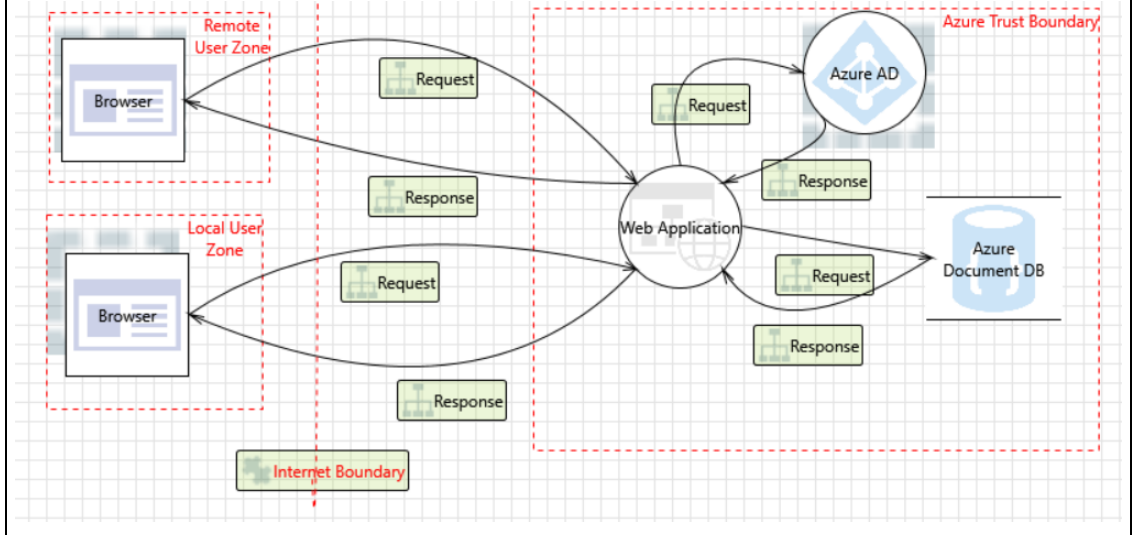 Remote
User Zone
Azure Trust Boundary
Browser
Request
Azure AD
Request
Response
Response
Local User
Zone
Web Application
Azure
Document DB
Request
Request
Browser
Response
Response
Internet Boundary